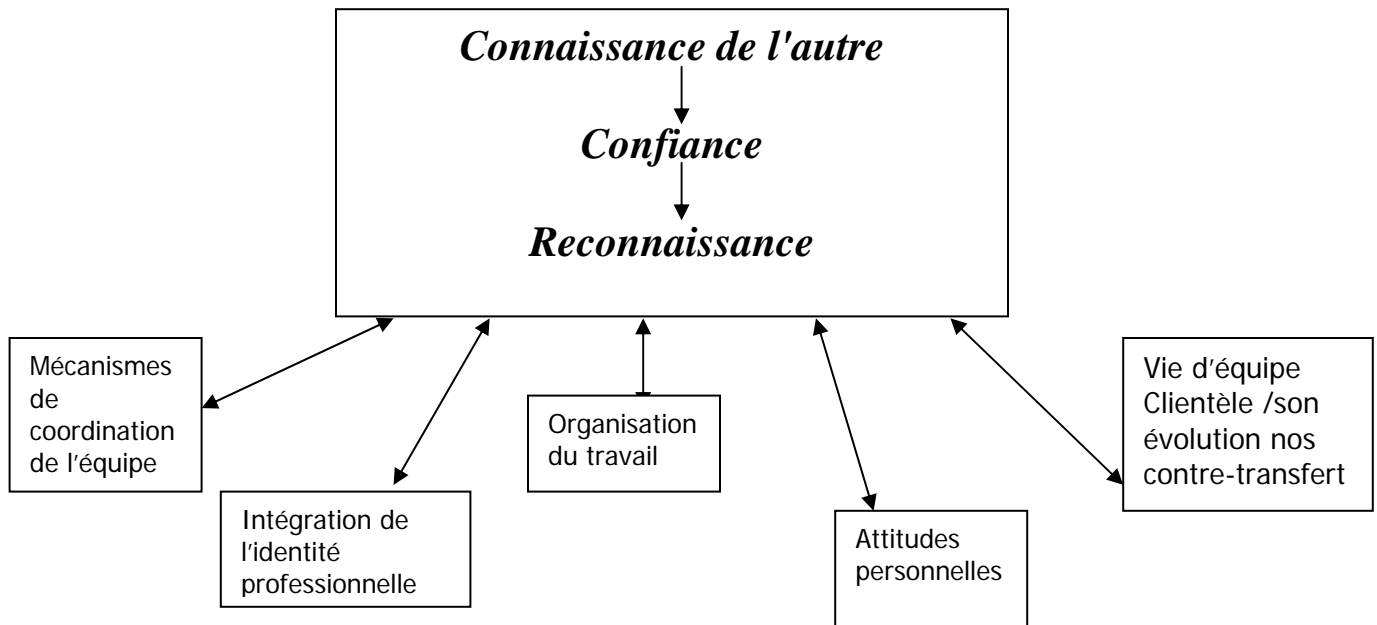 Connaissance de l'autre
Confiance
Reconnaissance
Mécanismes
de
coordination
de l'équipe
Intégration de
l'identité
professionnelle
Organisation
du travail
Attitudes
personnelles
Vie d'équipe
Clientèle /son
évolution nos
contre-transfert